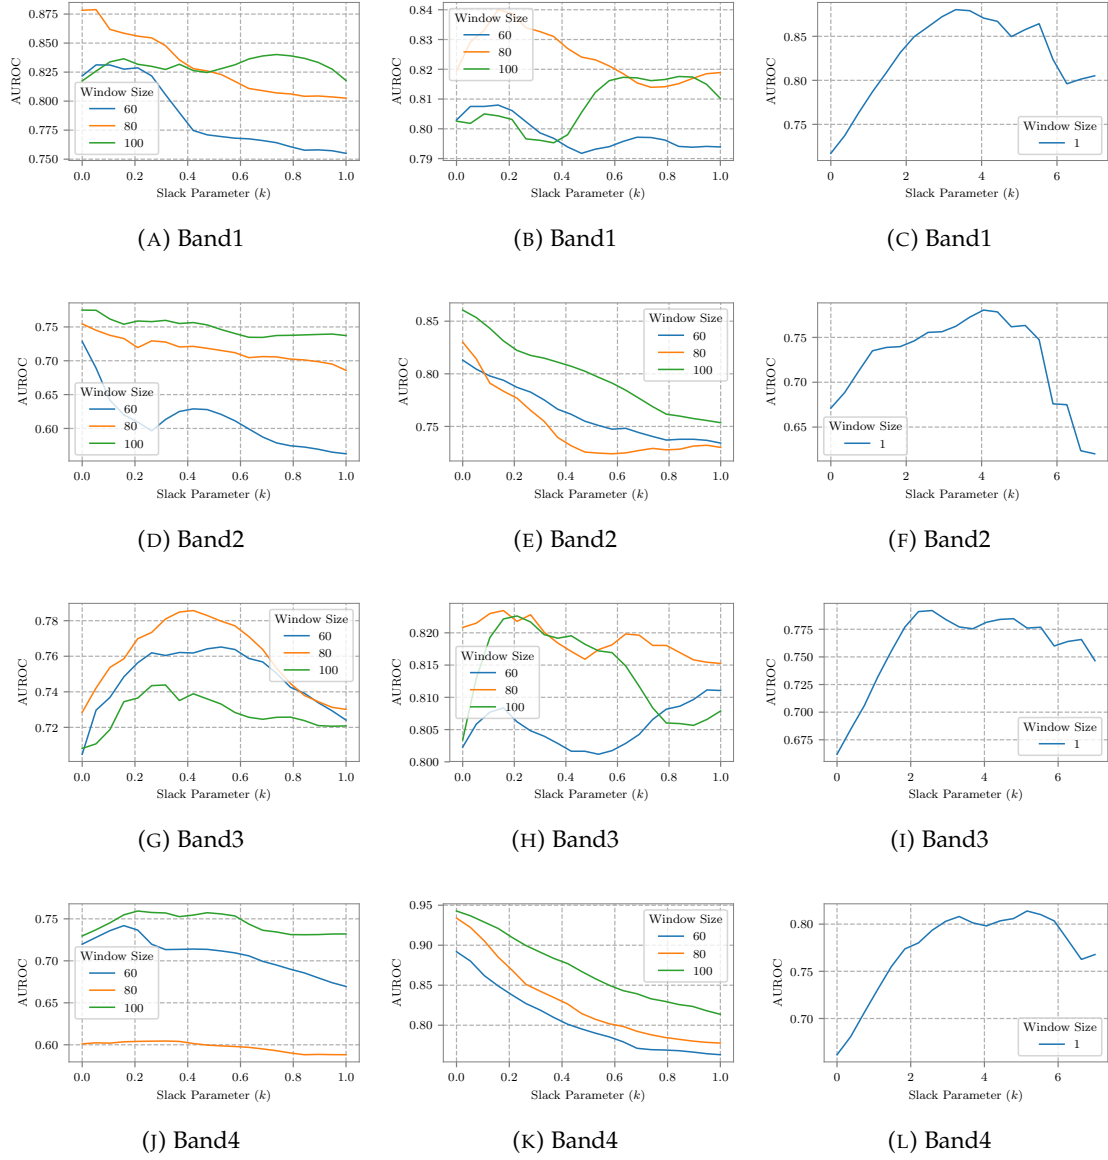 0.875
0.850
0.825
0.800
0.775
0.750
AUROC
Window Size
60
80
100
0.0 0.2 0.4 0.6 0.8 1.0
Slack Parameter (k)
(A) Band1
0.84
0.83
0.82
0.81
0.80
0.79
AUROC
Window Size
60
80
100
0.0 0.2 0.4 0.6 0.8 1.0
Slack Parameter (k)
(B) Band1
0.85
0.80
0.75
AUROC
Window Size
1
0 2 4 6
Slack Parameter (k)
(C) Band1
0.75
0.70
0.65
0.60
AUROC
Window Size
60
80
100
0.0 0.2 0.4 0.6 0.8 1.0
Slack Parameter (k)
(D) Band2
0.85
0.80
0.75
AUROC
Window Size
60
80
100
0.0 0.2 0.4 0.6 0.8 1.0
Slack Parameter (k)
(E) Band2
0.75
0.70
0.65
AUROC
Window Size
1
0 2 4 6
Slack Parameter (k)
(F) Band2
0.78
0.76
0.74
0.72
AUROC
Window Size
60
80
100
0.0 0.2 0.4 0.6 0.8 1.0
Slack Parameter (k)
(G) Band3
0.820
0.815
0.810
0.805
0.800
AUROC
Window Size
60
80
100
0.0 0.2 0.4 0.6 0.8 1.0
Slack Parameter (k)
(H) Band3
0.775
0.750
0.725
0.700
0.675
AUROC
Window Size
1
0 2 4 6
Slack Parameter (k)
(I) Band3
0.75
0.70
0.65
0.60
AUROC
Window Size
60
80
100
0.0 0.2 0.4 0.6 0.8 1.0
Slack Parameter (k)
(J) Band4
0.95
0.90
0.85
0.80
AUROC
Window Size
60
80
100
0.0 0.2 0.4 0.6 0.8 1.0
Slack Parameter (k)
(K) Band4
0.80
0.75
0.70
AUROC
Window Size
1
0 2 4 6
Slack Parameter (k)
(L) Band4